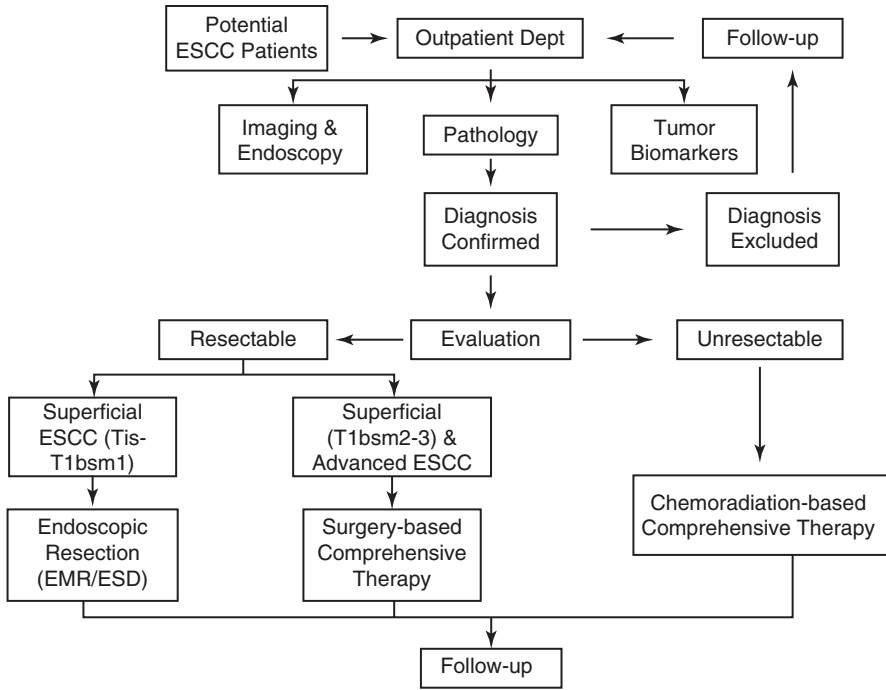 Potential
ESCC Patients
Outpatient Dept
Follow-up
Imaging &
Endoscopy
Pathology
Tumor
Biomarkers
Diagnosis
Confirmed
Diagnosis
Excluded
Resectable
Evaluation
Unresectable
Superficial
ESCC (Tis-
T1bsm1)
Superficial
(T1bsm2-3) &
Advanced ESCC
Endoscopic
Resection
(EMR/ESD)
Surgery-based
Comprehensive
Therapy
Chemoradiation-based
Comprehensive Therapy
Follow-up